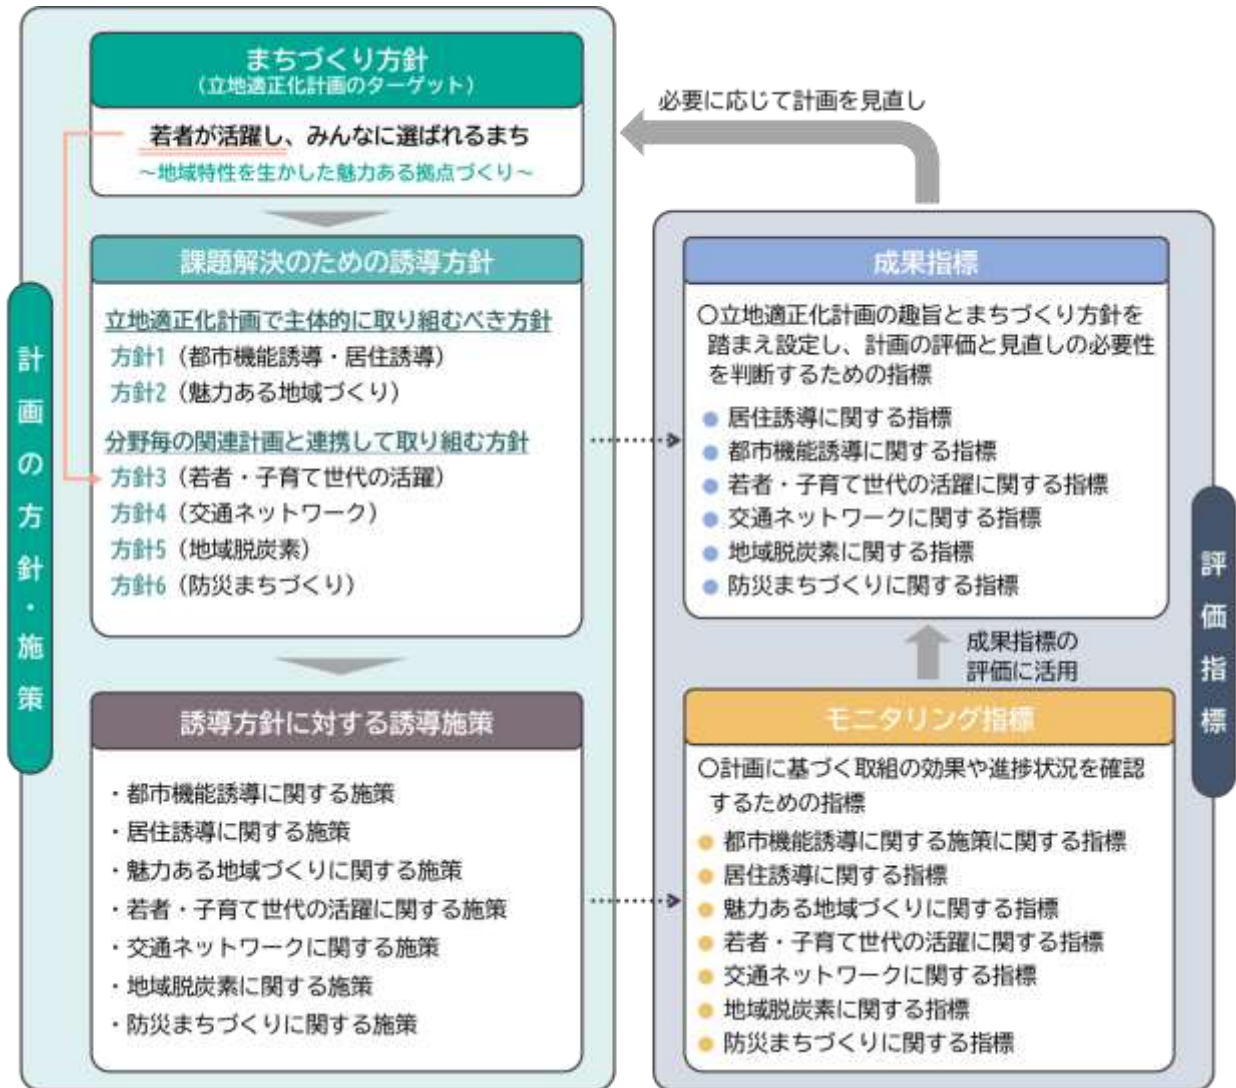 まちづくり方針
(立地適正化計画のターゲット)
若者が活躍し、みんなに選ばれるまち
～地域特性を生かした魅力ある拠点づくり～
課題解決のための誘導方針
立地適正化計画で主体的に取り組むべき方針
方針1（都市機能誘導・居住誘導）
方針2（魅力ある地域づくり）
分野毎の関連計画と連携して取り組む方針
方針3（若者・子育て世代の活躍）
方針4（交通ネットワーク）
方針5（地域脱炭素）
方針6（防災まちづくり）
誘導方針に対する誘導施策
・都市機能誘導に関する施策
・居住誘導に関する施策
・魅力ある地域づくりに関する施策
・若者・子育て世代の活躍に関する施策
・交通ネットワークに関する施策
・地域脱炭素に関する施策
・防災まちづくりに関する施策
計画の方針・施策
必要に応じて計画を見直し
成果指標
〇立地適正化計画の趣旨とまちづくり方針を
踏まえ設定し、計画の評価と見直しの必要性
を判断するための指標
● 居住誘導に関する指標
● 都市機能誘導に関する指標
● 若者・子育て世代の活躍に関する指標
● 交通ネットワークに関する指標
● 地域脱炭素に関する指標
● 防災まちづくりに関する指標
成果指標の
評価に活用
モニタリング指標
〇計画に基づく取組の効果や進捗状況を確認
するための指標
● 都市機能誘導に関する施策に関する指標
● 居住誘導に関する指標
● 魅力ある地域づくりに関する指標
● 若者・子育て世代の活躍に関する指標
● 交通ネットワークに関する指標
● 地域脱炭素に関する指標
● 防災まちづくりに関する指標
評価指標